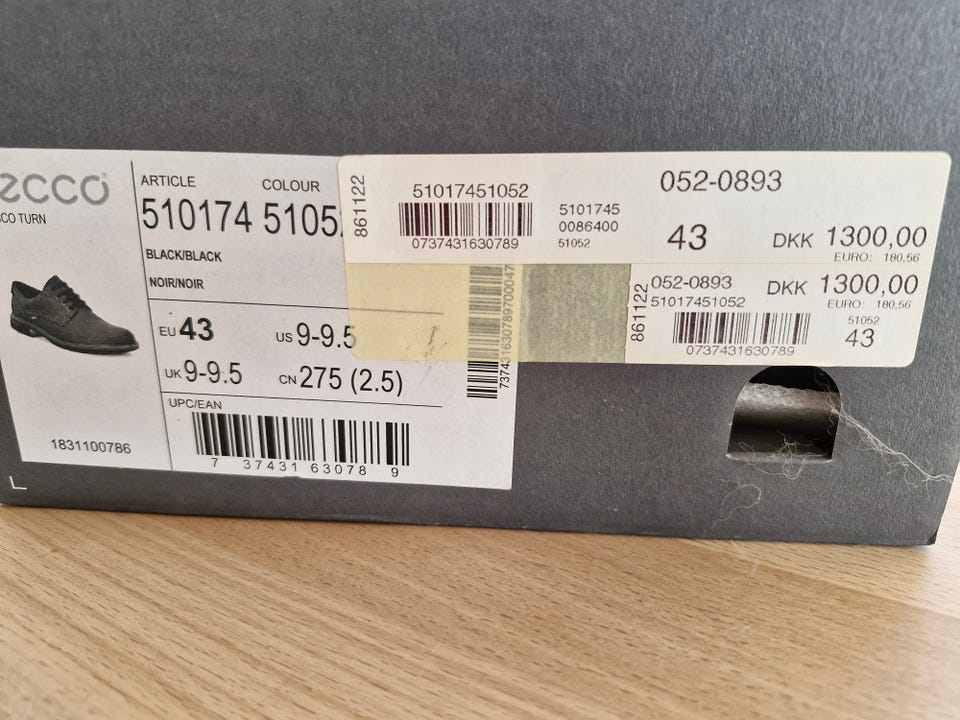 ecco
CO TURN
ARTICLE
510174
COLOUR
5105
BLACK/BLACK
NOIR/NOIR
EU 43
US 9-9.5
UK 9-9.5
CN 275 (2.5)
UPC/EAN
7 37431 63078 9
1831100786
861122
51017451052
0737431630789
5101745
0086400
51052
052-0893
43
DKK 1300,00
EURO: 180,56
861122
052-0893
51017451052
DKK 1300,00
EURO: 180,56
0737431630789
51052
43
L